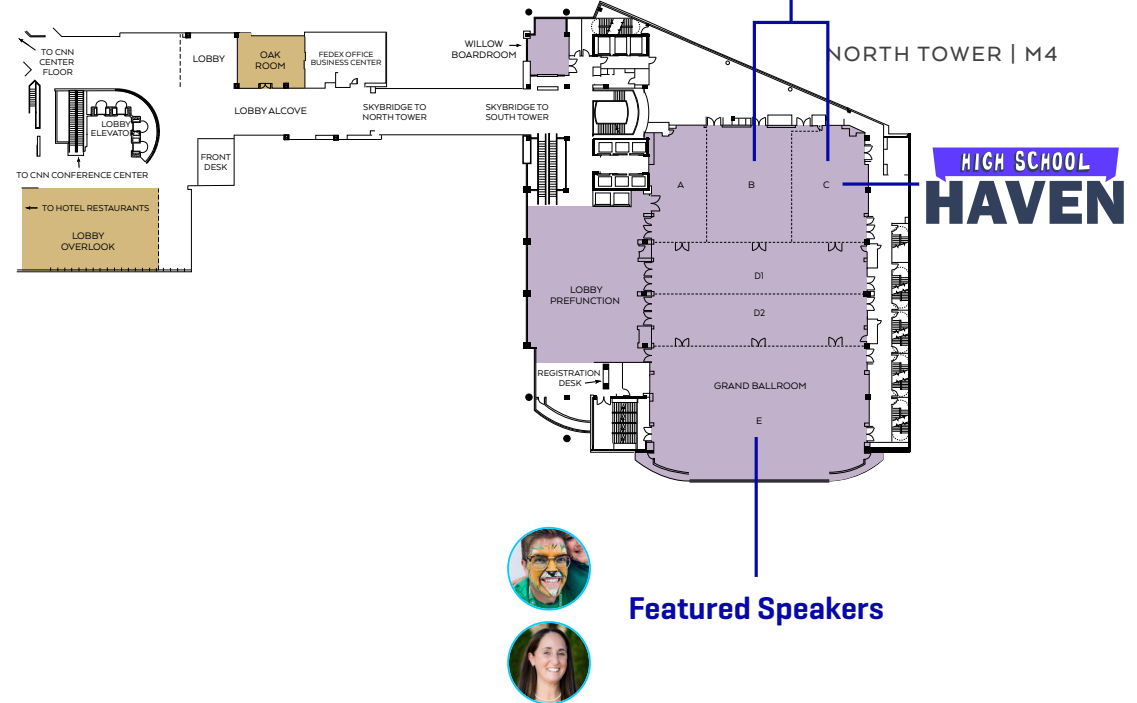 NORTH TOWER | M4
TO CNN
CENTER
FLOOR
LOBBY
OAK
ROOM
FEDEX OFFICE
BUSINESS CENTER
WILLOW
BOARDROOM
LOBBY ALCOVE
SKYBRIDGE TO
NORTH TOWER
SKYBRIDGE TO
SOUTH TOWER
LOBBY
ELEVATOR
FRONT
DESK
TO CNN CONFERENCE CENTER
TO HOTEL RESTAURANTS
LOBBY
OVERLOOK
A
B
C
HIGH SCHOOL
HAVEN
D1
LOBBY
PREFUNCTION
D2
REGISTRATION
DESK
GRAND BALLROOM
E
Featured Speakers